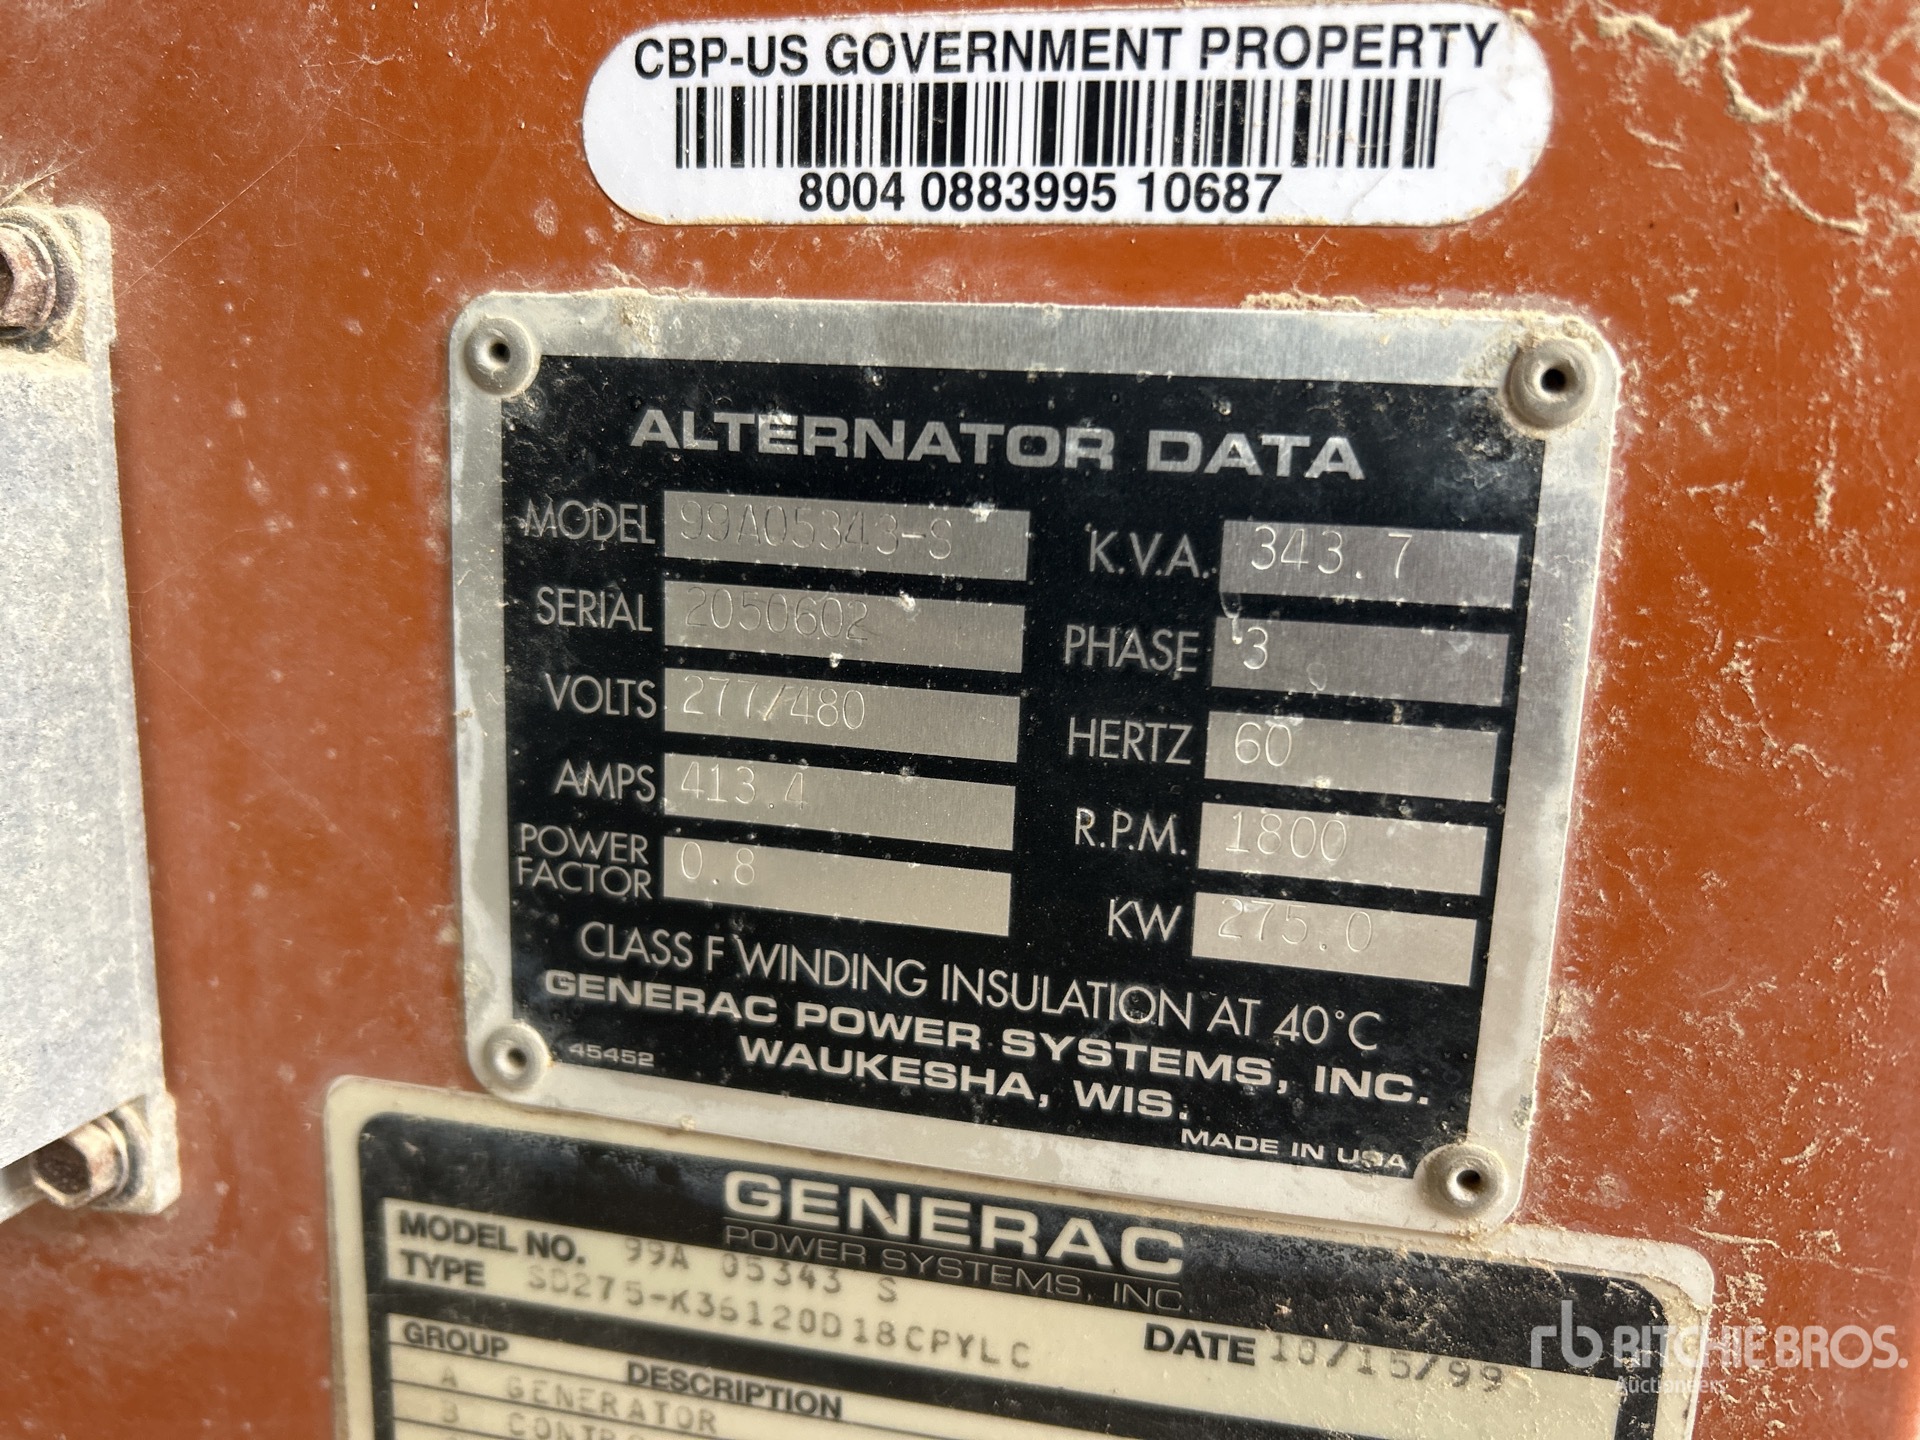 CBP-US GOVERNMENT PROPERTY
8004 0883995 10687
ALTERNATOR DATA
MODEL 99A05343-S
K.V.A. 343.7
SERIAL 2050602
PHASE 3
VOLTS 277/480
HERTZ 60
AMPS 413.4
R.P.M. 1800
POWER FACTOR 0.8
KW 275.0
CLASS F WINDING INSULATION AT 40°C
GENERAC POWER SYSTEMS, INC.
WAUKESHA, WIS.
45452
MADE IN USA
GENERAC
POWER SYSTEMS, INC.
MODEL NO. 99A 05343 S
TYPE SD275-K36120D18CPYLC
DATE 10/15/99
GROUP DESCRIPTION
A GENERATOR
B
rb RITCHIE BROS.
Auctioneers